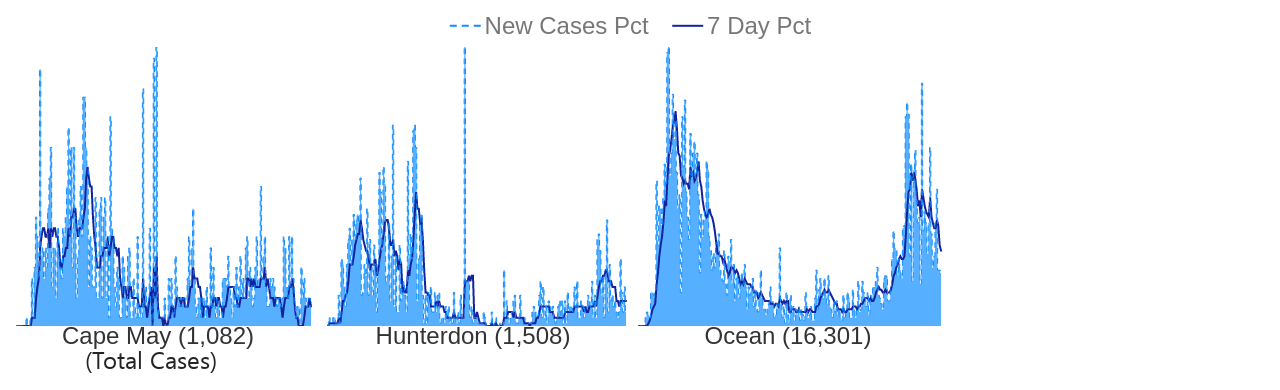 New Cases Pct 7 Day Pct
Cape May (1,082) Hunterdon (1,508) Ocean (16,301)
(Total Cases)